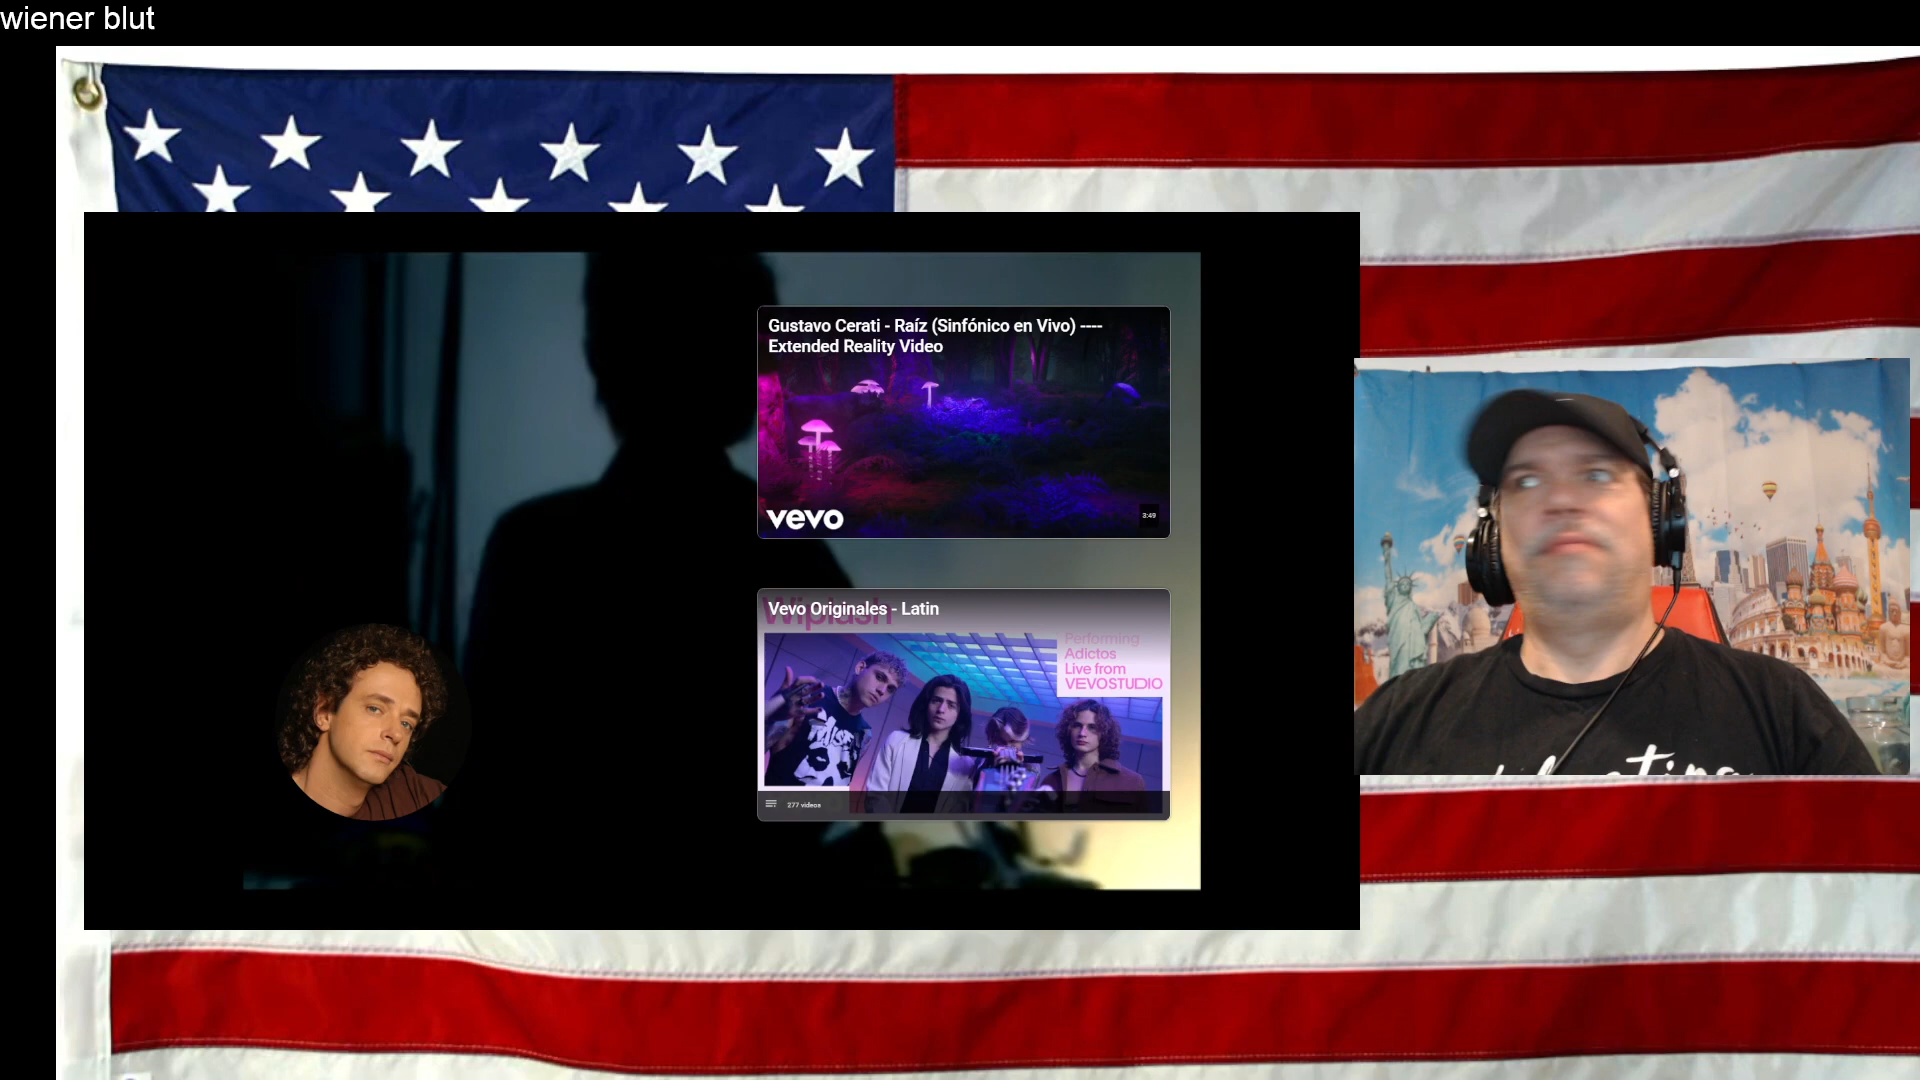 wiener blut
Gustavo Cerati - Raíz (Sinfónico en Vivo) ----
Extended Reality Video
vevo
3:49
Wiplash
Vevo Originales - Latin
Performing
Adictos
Live from
VEVOSTUDIO
277 videos